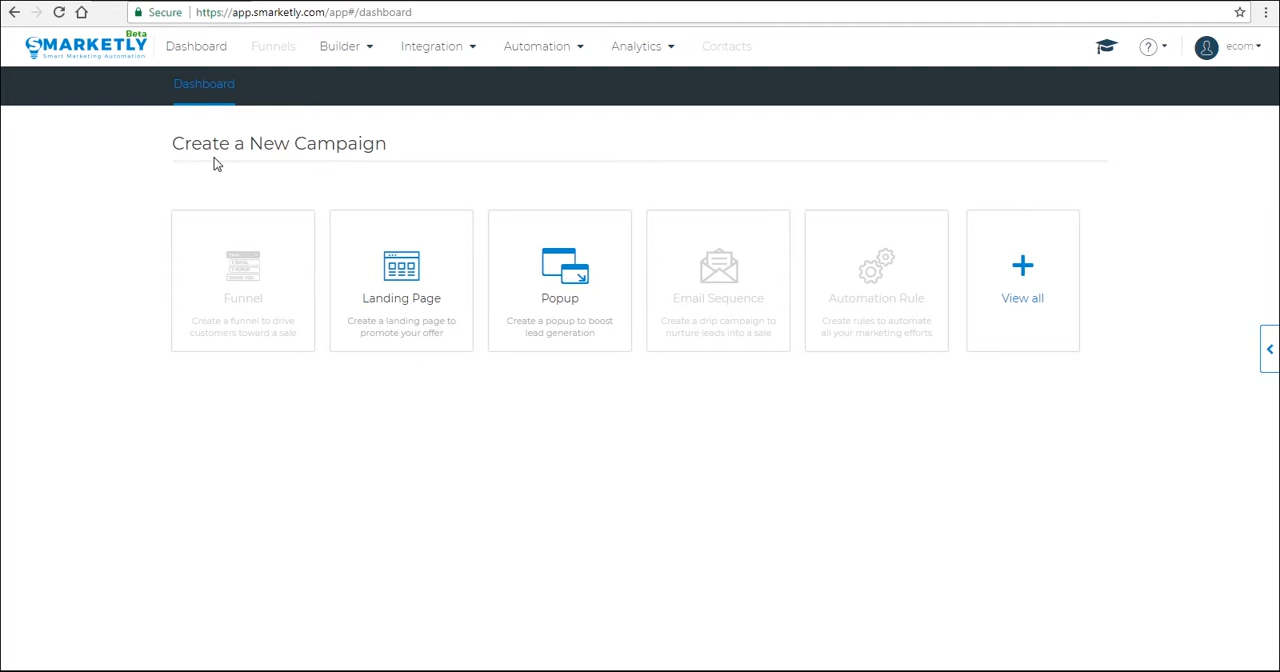 Secure
https://app.smarketly.com/app#/dashboard
SMARKETLY Beta
Smart Marketing Automation
Dashboard
Funnels
Builder
Integration
Automation
Analytics
Contacts
?
ecom
Dashboard
Create a New Campaign
Funnel
Create a funnel to drive
customers toward a sale
Landing Page
Create a landing page to
promote your offer
Popup
Create a popup to boost
lead generation
Email Sequence
Create a drip campaign to
nurture leads into a sale
Automation Rule
Create rules to automate
all your marketing efforts
View all